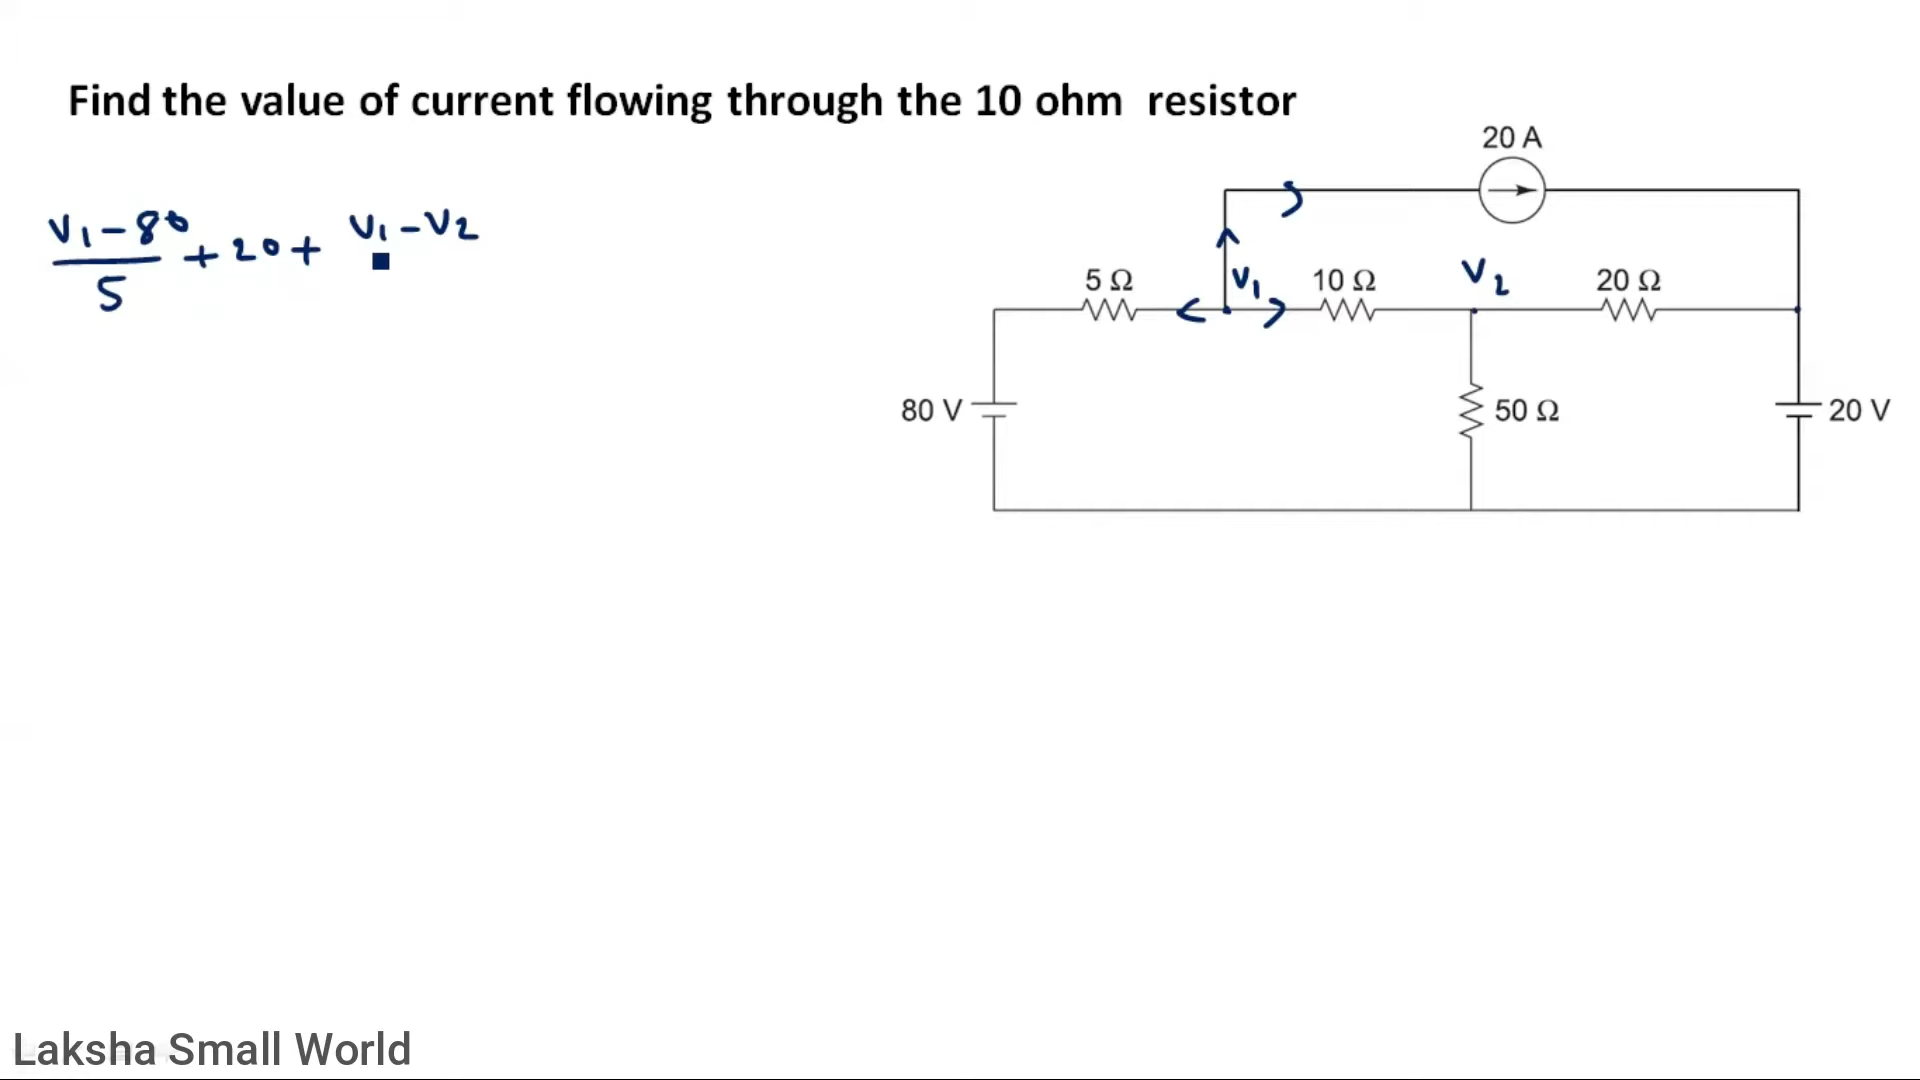 Find the value of current flowing through the 10 ohm resistor
20 A
V1-80/5 + 20 + V1-V2
5 Ω
V1
10 Ω
V2
20 Ω
80 V
50 Ω
20 V
Laksha Small World